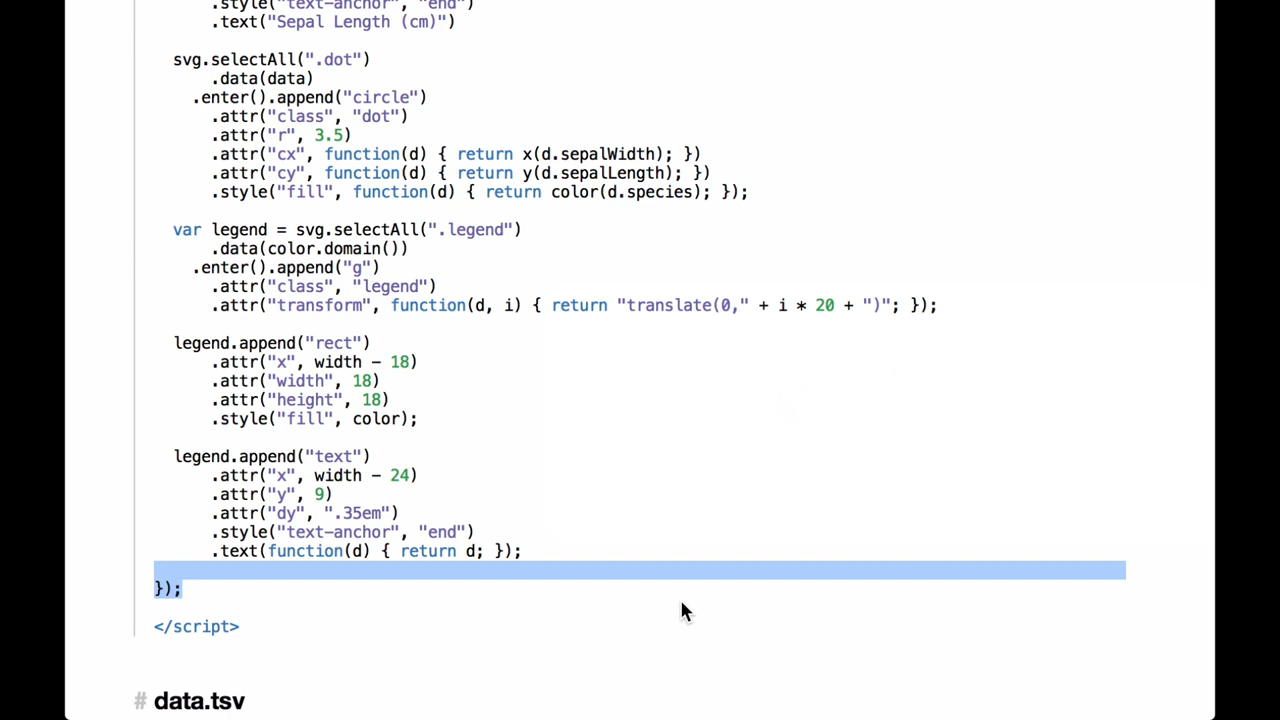 .style("text-anchor", "end")
.text("Sepal Length (cm)")
svg.selectAll(".dot")
.data(data)
.enter().append("circle")
.attr("class", "dot")
.attr("r", 3.5)
.attr("cx", function(d) { return x(d.sepalWidth); })
.attr("cy", function(d) { return y(d.sepalLength); })
.style("fill", function(d) { return color(d.species); });
var legend = svg.selectAll(".legend")
.data(color.domain())
.enter().append("g")
.attr("class", "legend")
.attr("transform", function(d, i) { return "translate(0," + i * 20 + ")"; });
legend.append("rect")
.attr("x", width - 18)
.attr("width", 18)
.attr("height", 18)
.style("fill", color);
legend.append("text")
.attr("x", width - 24)
.attr("y", 9)
.attr("dy", ".35em")
.style("text-anchor", "end")
.text(function(d) { return d; });
});
</script>
# data.tsv